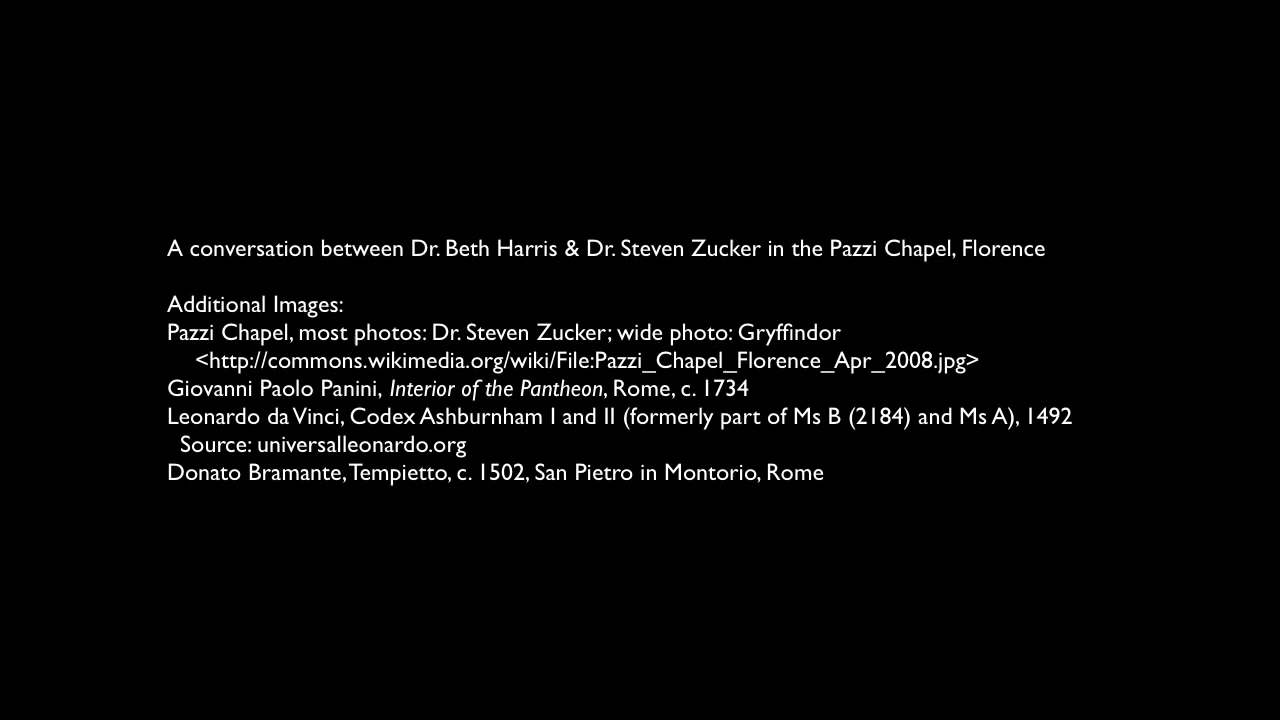 A conversation between Dr. Beth Harris & Dr. Steven Zucker in the Pazzi Chapel, Florence
Additional Images:
Pazzi Chapel, most photos: Dr. Steven Zucker; wide photo: Gryffindor
<http://commons.wikimedia.org/wiki/File:Pazzi_Chapel_Florence_Apr_2008.jpg>
Giovanni Paolo Panini, Interior of the Pantheon, Rome, c. 1734
Leonardo da Vinci, Codex Ashburnham I and II (formerly part of Ms B (2184) and Ms A), 1492
Source: universalleonardo.org
Donato Bramante, Tempietto, c. 1502, San Pietro in Montorio, Rome